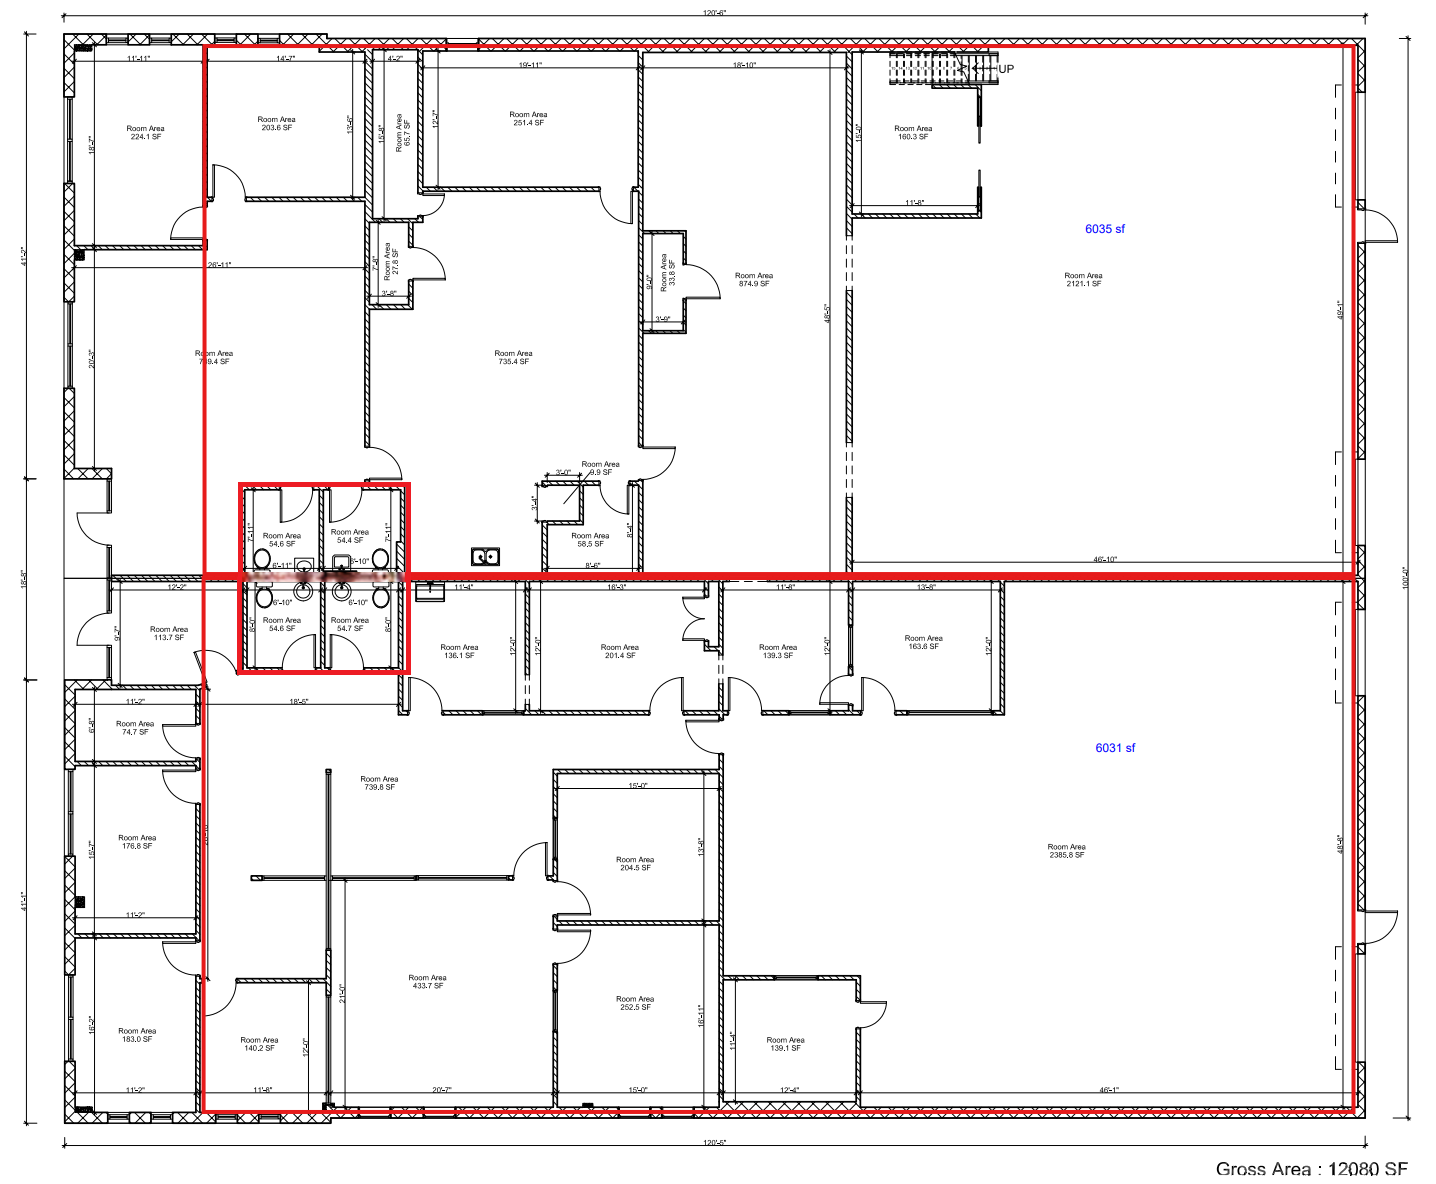 120'-6"
11'-11"
14'-7"
4'-2"
19'-11"
18'-10"
UP
Room Area
224.1 SF
18'-7"
Room Area
203.6 SF
13'-6"
Room Area
65.7 SF
15'-8"
Room Area
251.4 SF
12'-7"
Room Area
160.3 SF
15'-0"
11'-8"
6035 sf
41'-2"
26'-11"
Room Area
27.8 SF
7'-8"
3'-8"
Room Area
33.8 SF
9'-0"
3'-9"
Room Area
874.9 SF
48'-5"
Room Area
2121.1 SF
49'-1"
20'-3"
Room Area
Room Area
735.4 SF
Room Area
9.9 SF
3'-0"
3'-4"
Room Area
58.5 SF
8'-4"
8'-6"
Room Area
54.6 SF
7'-11"
6'-11"
Room Area
54.4 SF
7'-11"
6'-10"
46'-10"
18'-8"
100'-0"
12'-2"
Room Area
113.7 SF
9'-7"
6'-10"
Room Area
54.6 SF
8'-0"
6'-10"
Room Area
54.7 SF
8'-0"
11'-4"
Room Area
136.1 SF
12'-0"
16'-3"
12'-0"
Room Area
201.4 SF
11'-8"
Room Area
139.3 SF
12'-0"
13'-8"
Room Area
163.6 SF
12'-0"
11'-2"
18'-5"
Room Area
74.7 SF
6'-8"
6031 sf
Room Area
739.8 SF
15'-0"
Room Area
176.8 SF
15'-7"
11'-2"
Room Area
204.5 SF
13'-8"
Room Area
2385.8 SF
48'-8"
41'-1"
Room Area
433.7 SF
21'-0"
Room Area
252.5 SF
16'-11"
Room Area
183.0 SF
16'-2"
Room Area
140.2 SF
12'-0"
Room Area
139.1 SF
11'-4"
11'-2"
11'-8"
20'-7"
15'-0"
12'-4"
46'-1"
120'-5"
Gross Area : 12080 SF